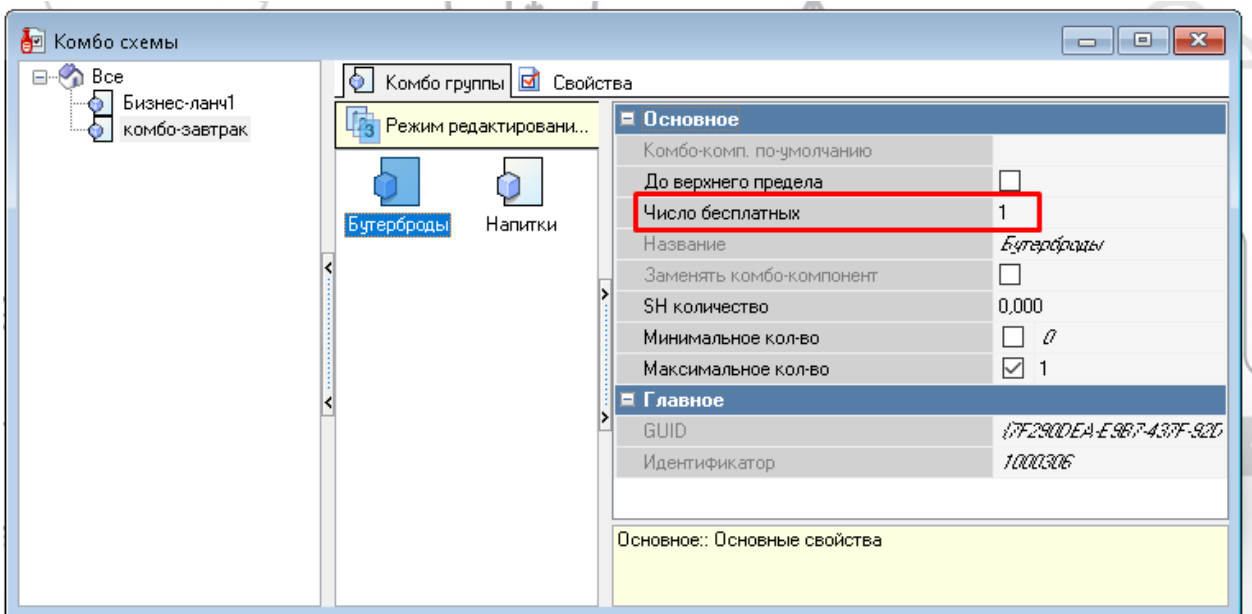 Комбо схемы
Все
Бизнес-ланч1
комбо-завтрак
Комбо группы
Свойства
Режим редактировани...
Бутерброды
Напитки
Основное
Комбо-комп. по-умолчанию
До верхнего предела
Число бесплатных 1
Название Бутерброды
Заменять комбо-компонент
SH количество 0,000
Минимальное кол-во 0
Максимальное кол-во 1
Главное
GUID {7F290DEA-E9B7-437F-92D
Идентификатор 1000306
Основное:: Основные свойства